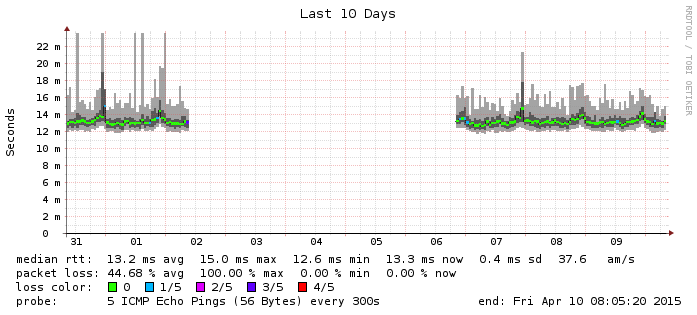 Last 10 Days
RRDTOOL / TOBI OETIKER
Seconds
22 m
20 m
18 m
16 m
14 m
12 m
10 m
8 m
6 m
4 m
2 m
0
31 01 02 03 04 05 06 07 08 09
median rtt: 13.2 ms avg 15.0 ms max 12.6 ms min 13.3 ms now 0.4 ms sd 37.6 am/s
packet loss: 44.68 % avg 100.00 % max 0.00 % min 0.00 % now
loss color: 0 1/5 2/5 3/5 4/5
probe: 5 ICMP Echo Pings (56 Bytes) every 300s end: Fri Apr 10 08:05:20 2015